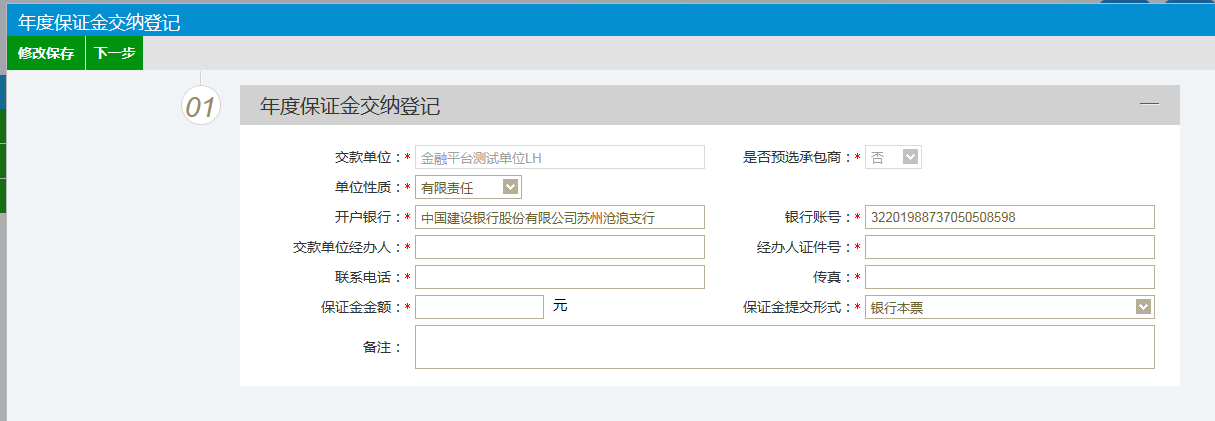 年度保证金交纳登记
修改保存 下一步
01 年度保证金交纳登记
交款单位：* 金融平台测试单位LH 是否预选承包商：* 否
单位性质：* 有限责任
开户银行：* 中国建设银行股份有限公司苏州沧浪支行 银行账号：* 32201988737050508598
交款单位经办人：* 经办人证件号：*
联系电话：* 传真：*
保证金金额：* 元 保证金提交形式：* 银行本票
备注：